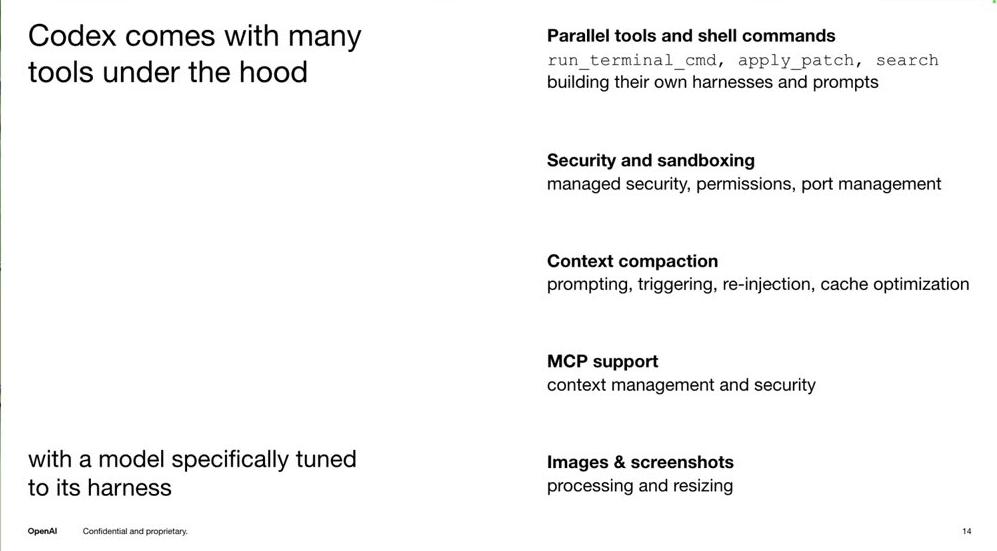 Codex comes with many
tools under the hood
with a model specifically tuned
to its harness
Parallel tools and shell commands
run_terminal_cmd, apply_patch, search
building their own harnesses and prompts
Security and sandboxing
managed security, permissions, port management
Context compaction
prompting, triggering, re-injection, cache optimization
MCP support
context management and security
Images & screenshots
processing and resizing
OpenAI Confidential and proprietary. 14